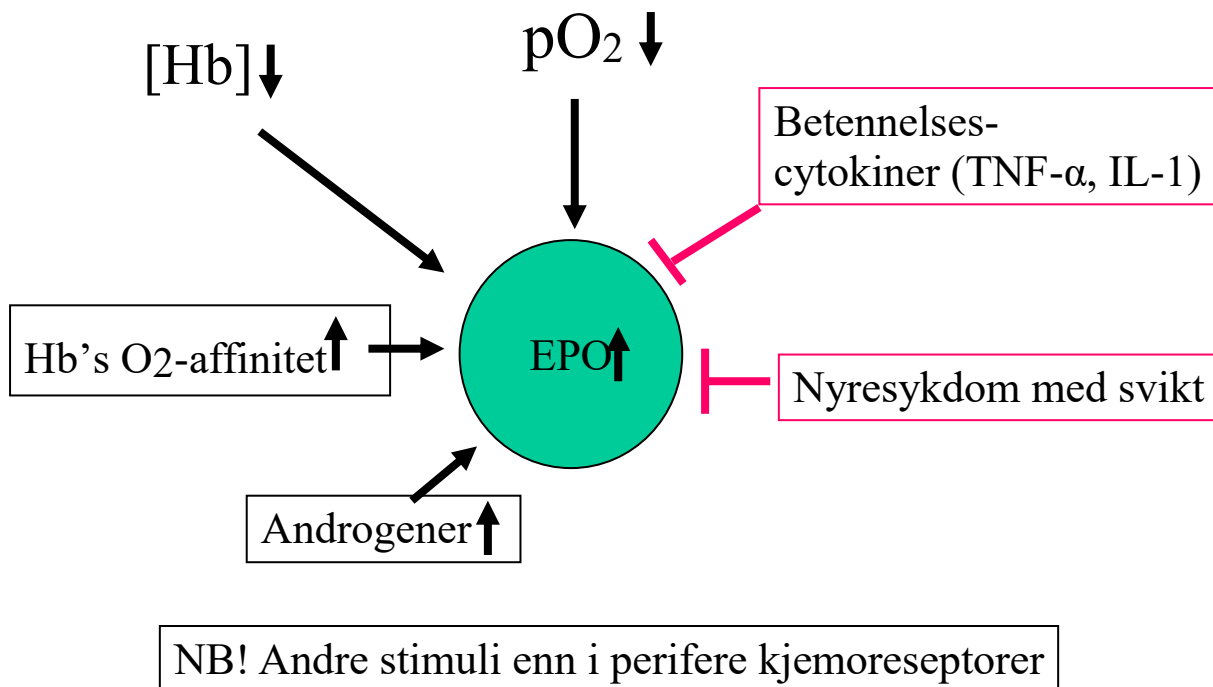 [Hb]
pO2
Betennelses-
cytokiner (TNF-α, IL-1)
Hb’s O2-affinitet
EPO
Nyresykdom med svikt
Androgener
NB! Andre stimuli enn i perifere kjemoreseptorer